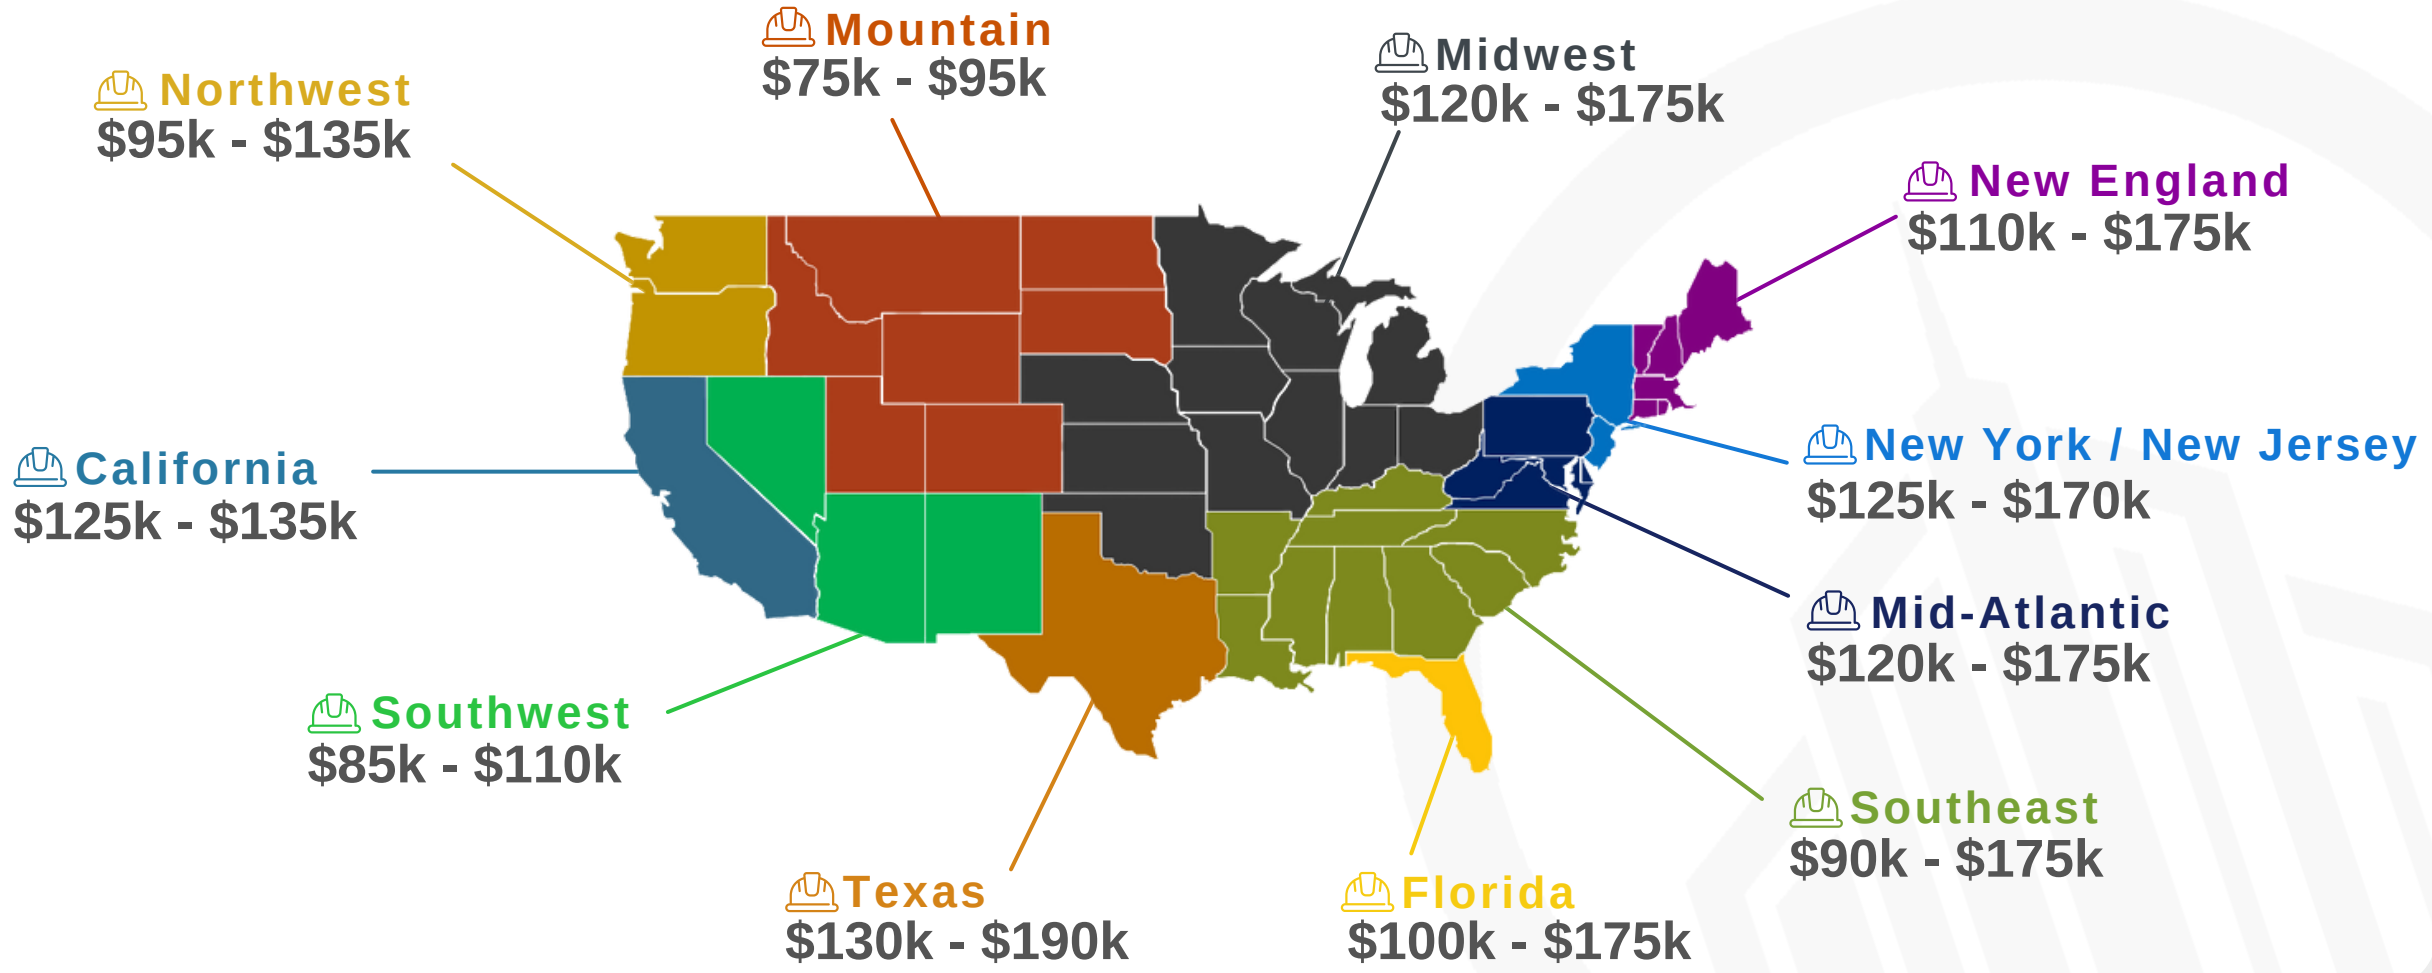 Mountain
$75k - $95k
Midwest
$120k - $175k
Northwest
$95k - $135k
New England
$110k - $175k
California
$125k - $135k
New York / New Jersey
$125k - $170k
Mid-Atlantic
$120k - $175k
Southwest
$85k - $110k
Southeast
$90k - $175k
Texas
$130k - $190k
Florida
$100k - $175k